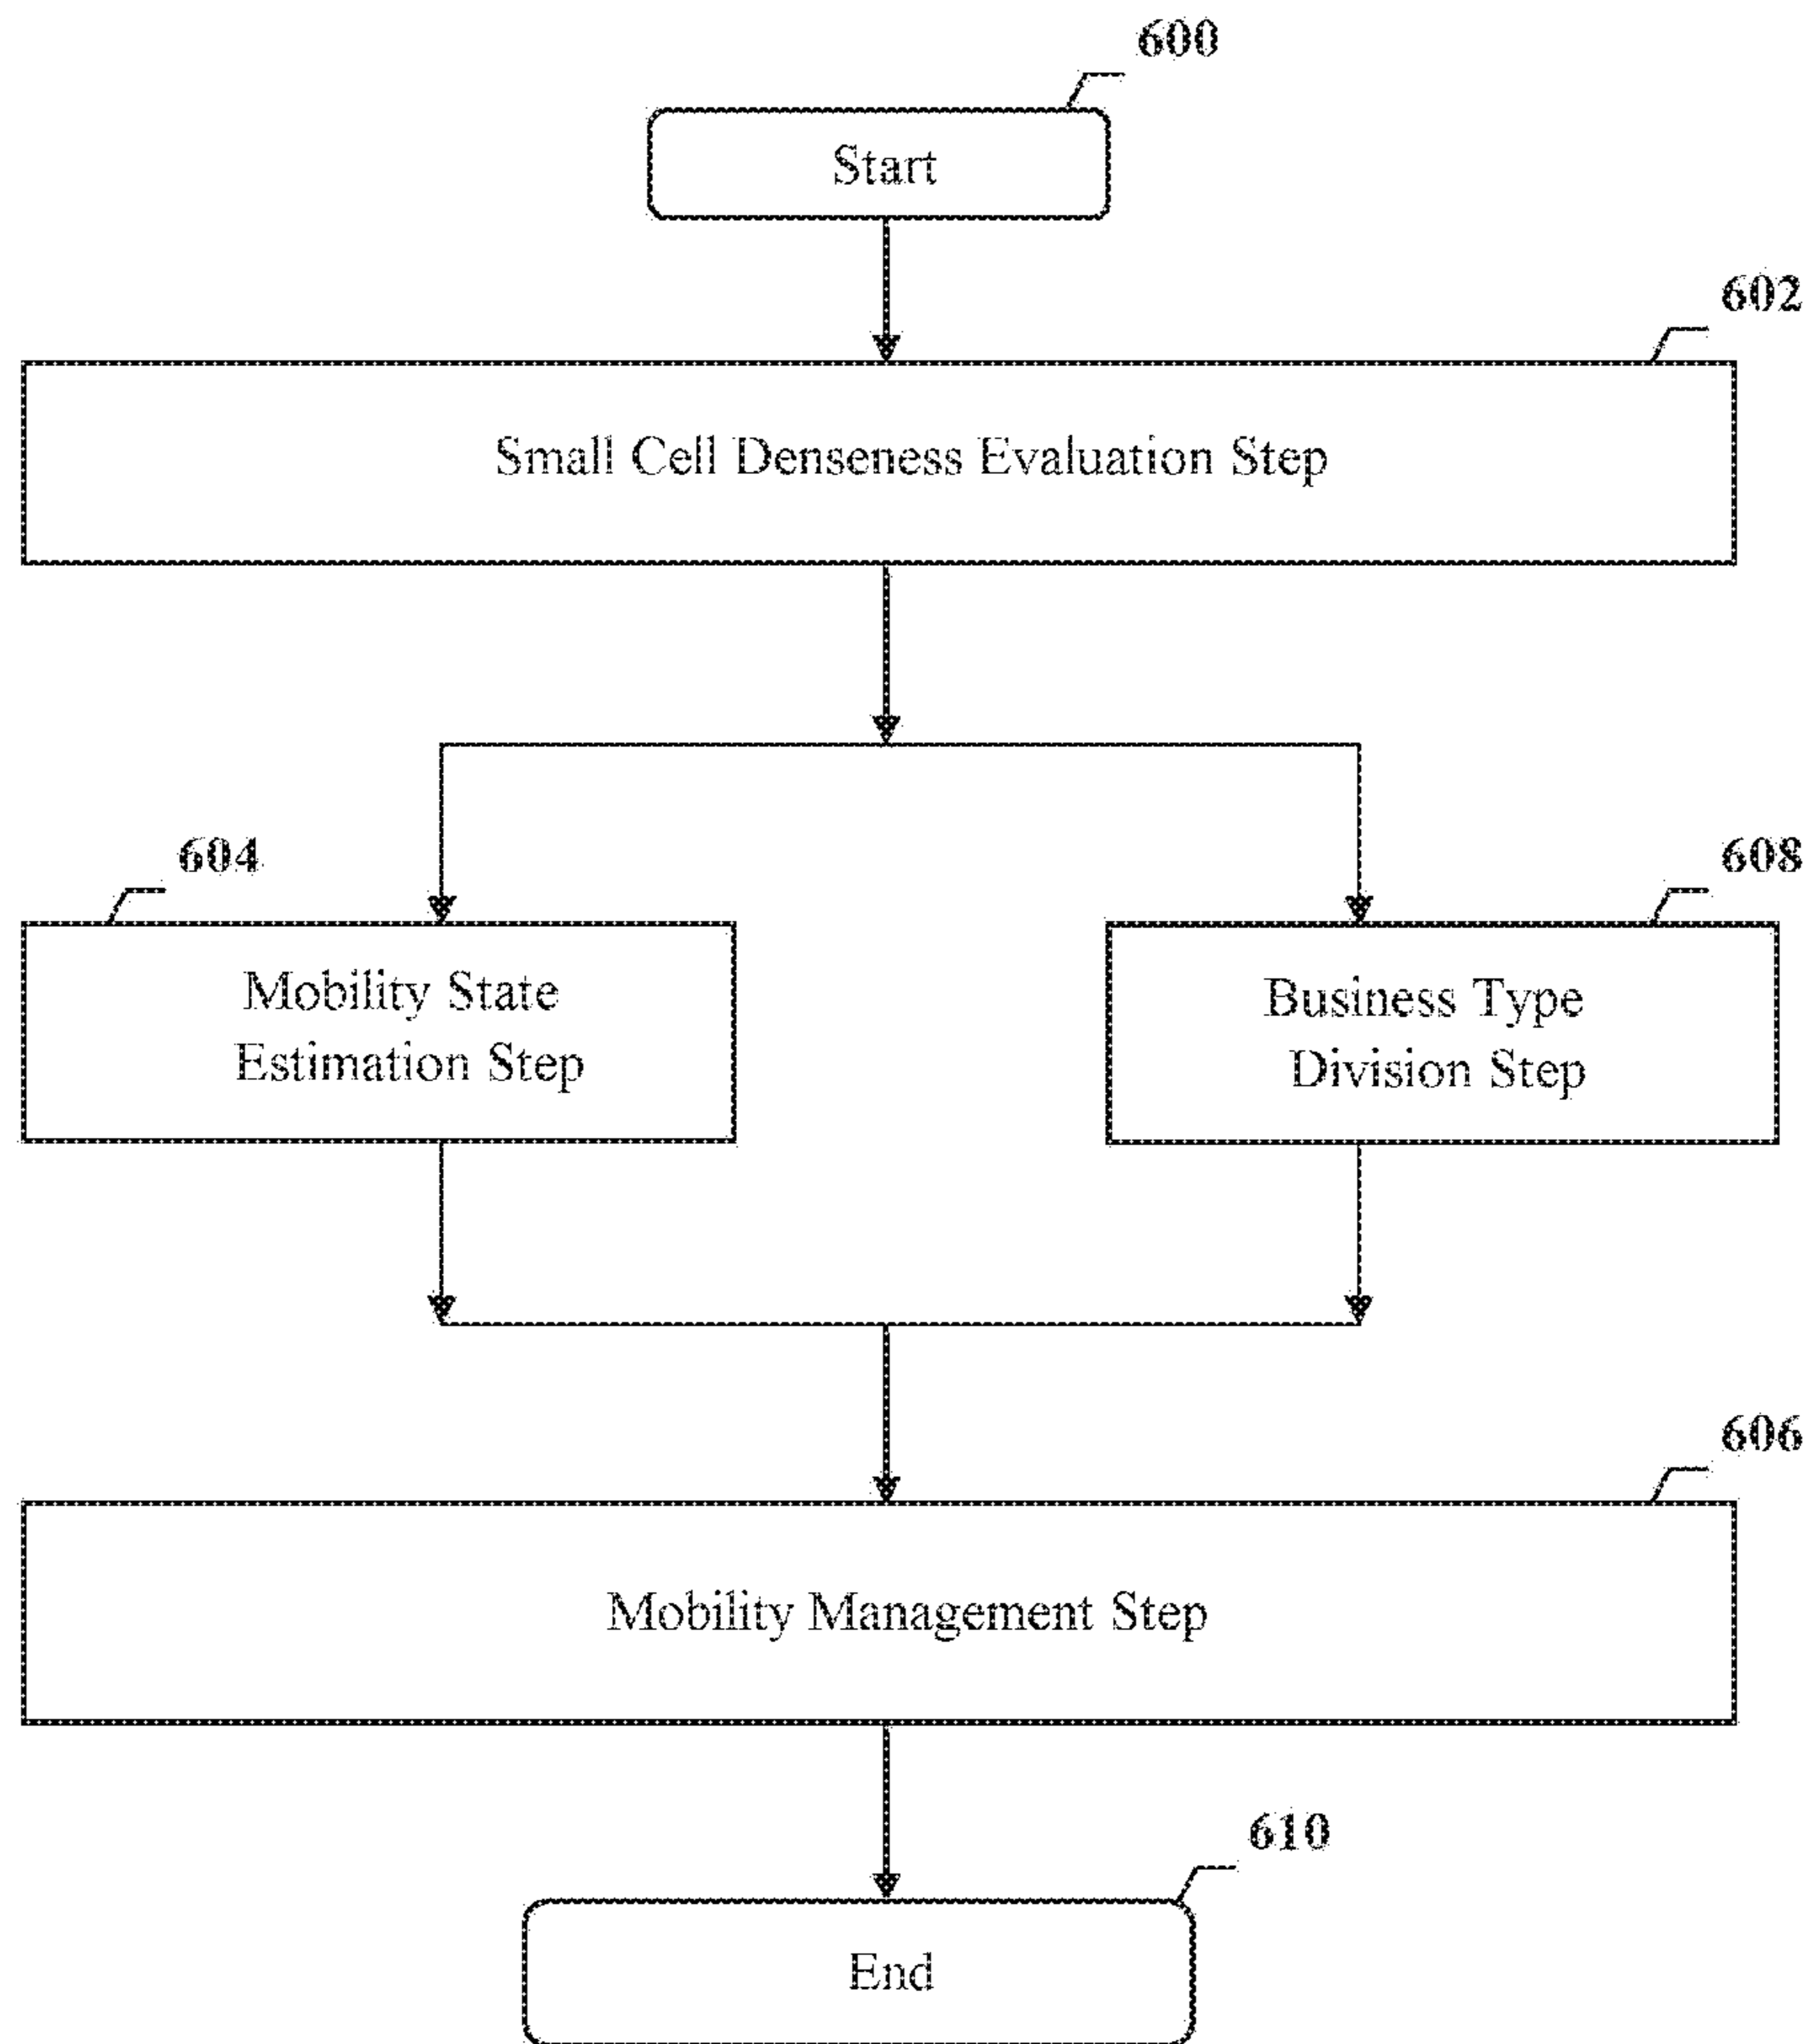 600
Start
602
Small Cell Denseness Evaluation Step
604
608
Mobility State
Estimation Step
Business Type
Division Step
606
Mobility Management Step
610
End